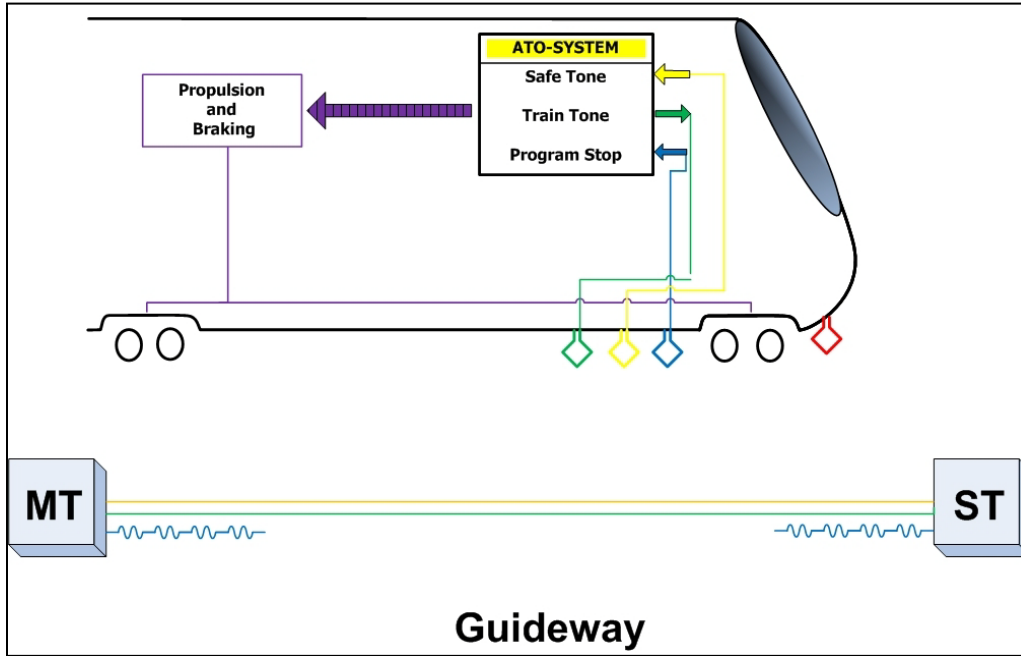 ATO-SYSTEM
Safe Tone
Train Tone
Program Stop
Propulsion
and
Braking
MT
ST
Guideway